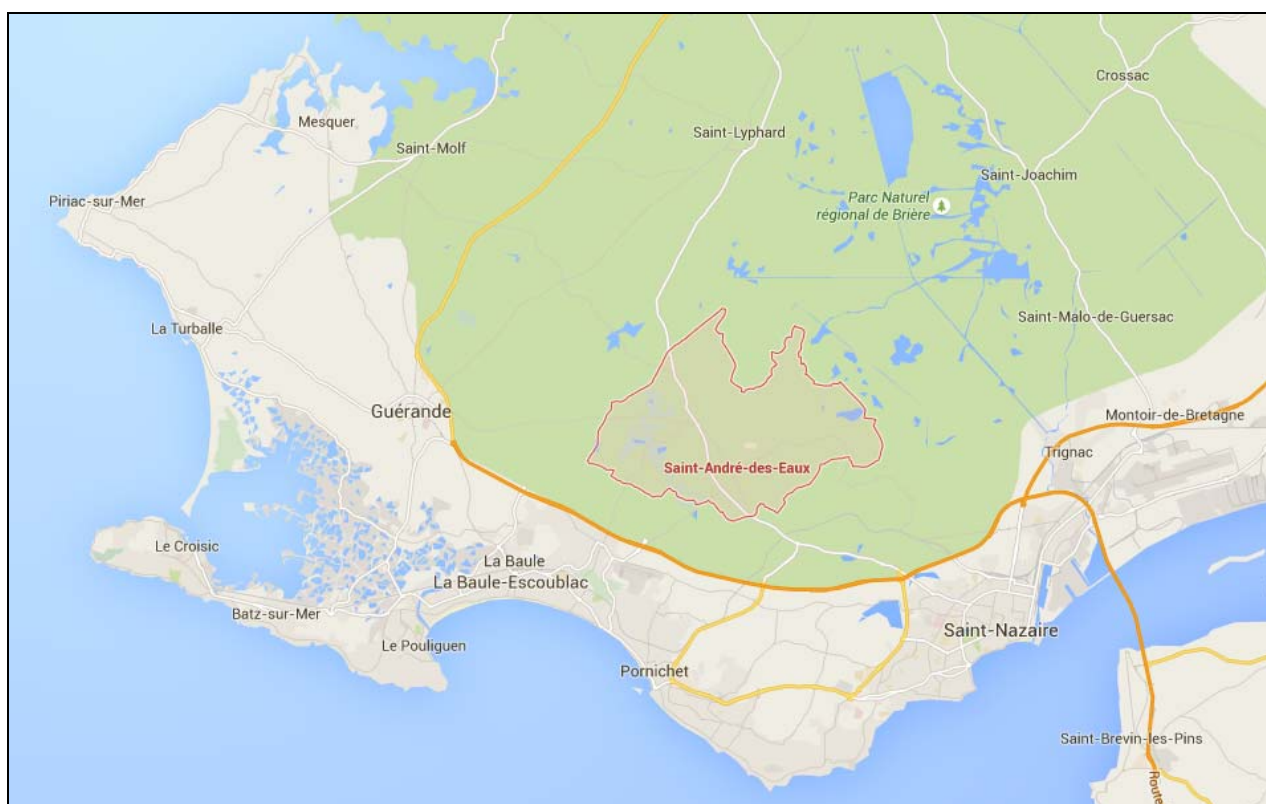 Crossac
Mesquer
Saint-Lyphard
Saint-Molf
Saint-Joachim
Piriac-sur-Mer
Parc Naturel
régional de Brière
La Turballe
Saint-Malo-de-Guersac
Guérande
Montoir-de-Bretagne
Trignac
Saint-André-des-Eaux
Le Croisic
La Baule
La Baule-Escoublac
Batz-sur-Mer
Le Pouliguen
Saint-Nazaire
Pornichet
Saint-Brevin-les-Pins
Route